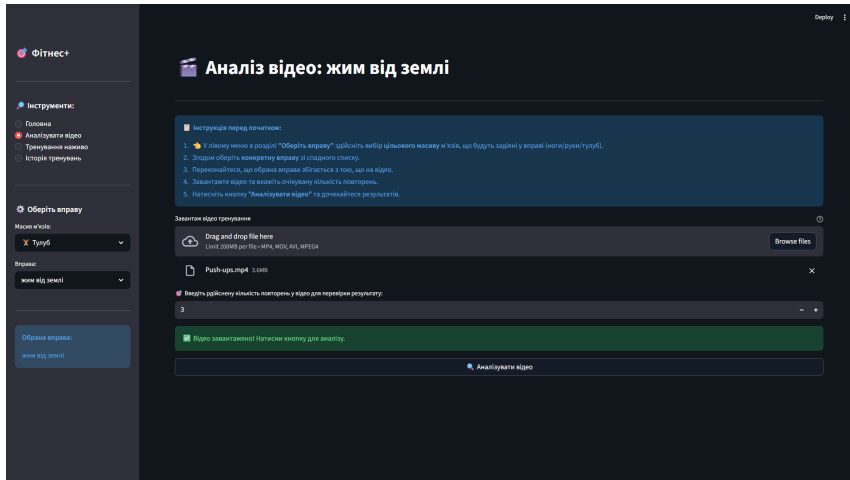 Deploy
Фітнес+
Інструменти:
Головна
Аналізувати відео
Тренування наживо
Історія тренувань
Оберіть вправу
Масив м'язів:
Тулуб
Вправа:
жим від землі
Обрана вправа:
жим від землі
Аналіз відео: жим від землі
Інструкція перед початком:
1. У лівому меню в розділі "Оберіть вправу" здійсніть вибір цільового масиву м'язів, що будуть задіяні у вправі (ноги/руки/тулуб).
2. Згодом оберіть конкретну вправу зі спадного списку.
3. Переконайтеся, що обрана вправа збігається з тою, що на відео.
4. Завантажте відео та вкажіть очікувану кількість повторень.
5. Натисніть кнопку "Аналізувати відео" та дочекайтеся результатів.
Завантаж відео тренування
Drag and drop file here
Limit 200MB per file • MP4, MOV, AVI, MPEG4
Browse files
Push-ups.mp4 3.6MB
Введіть рдійснену кількість повторень у відео для перевірки результату:
3
Відео завантажено! Натисни кнопку для аналізу.
Аналізувати відео